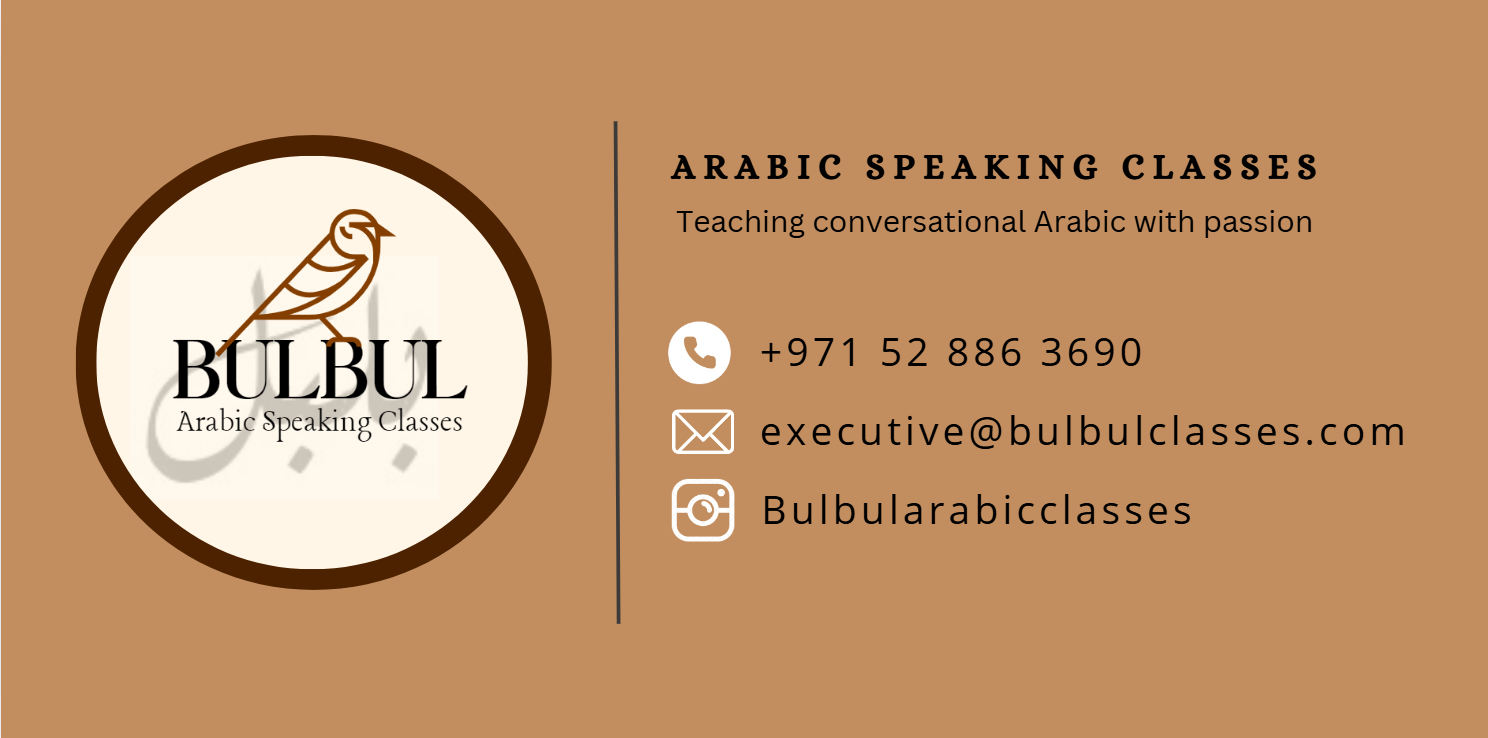 BULBUL
Arabic Speaking Classes
ARABIC SPEAKING CLASSES
Teaching conversational Arabic with passion
+971 52 886 3690
executive@bulbulclasses.com
Bulbularabicclasses